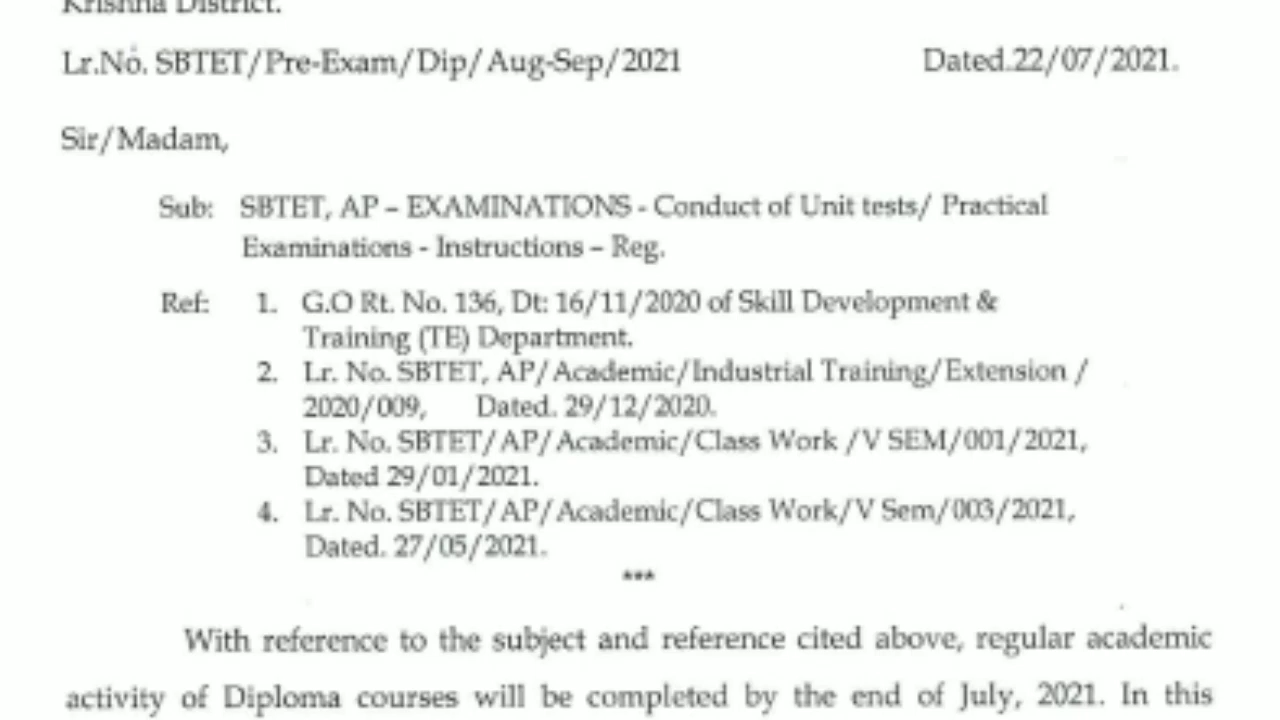 Krishna District.
Lr.No. SBTET/Pre-Exam/Dip/Aug-Sep/2021 Dated.22/07/2021.
Sir/Madam,
Sub: SBTET, AP – EXAMINATIONS - Conduct of Unit tests/ Practical
Examinations - Instructions – Reg.
Ref: 1. G.O Rt. No. 136, Dt: 16/11/2020 of Skill Development &
Training (TE) Department.
2. Lr. No. SBTET, AP/Academic/Industrial Training/Extension /
2020/009, Dated. 29/12/2020.
3. Lr. No. SBTET/AP/Academic/Class Work /V SEM/001/2021,
Dated 29/01/2021.
4. Lr. No. SBTET/AP/Academic/Class Work/V Sem/003/2021,
Dated. 27/05/2021.
***
With reference to the subject and reference cited above, regular academic
activity of Diploma courses will be completed by the end of July, 2021. In this